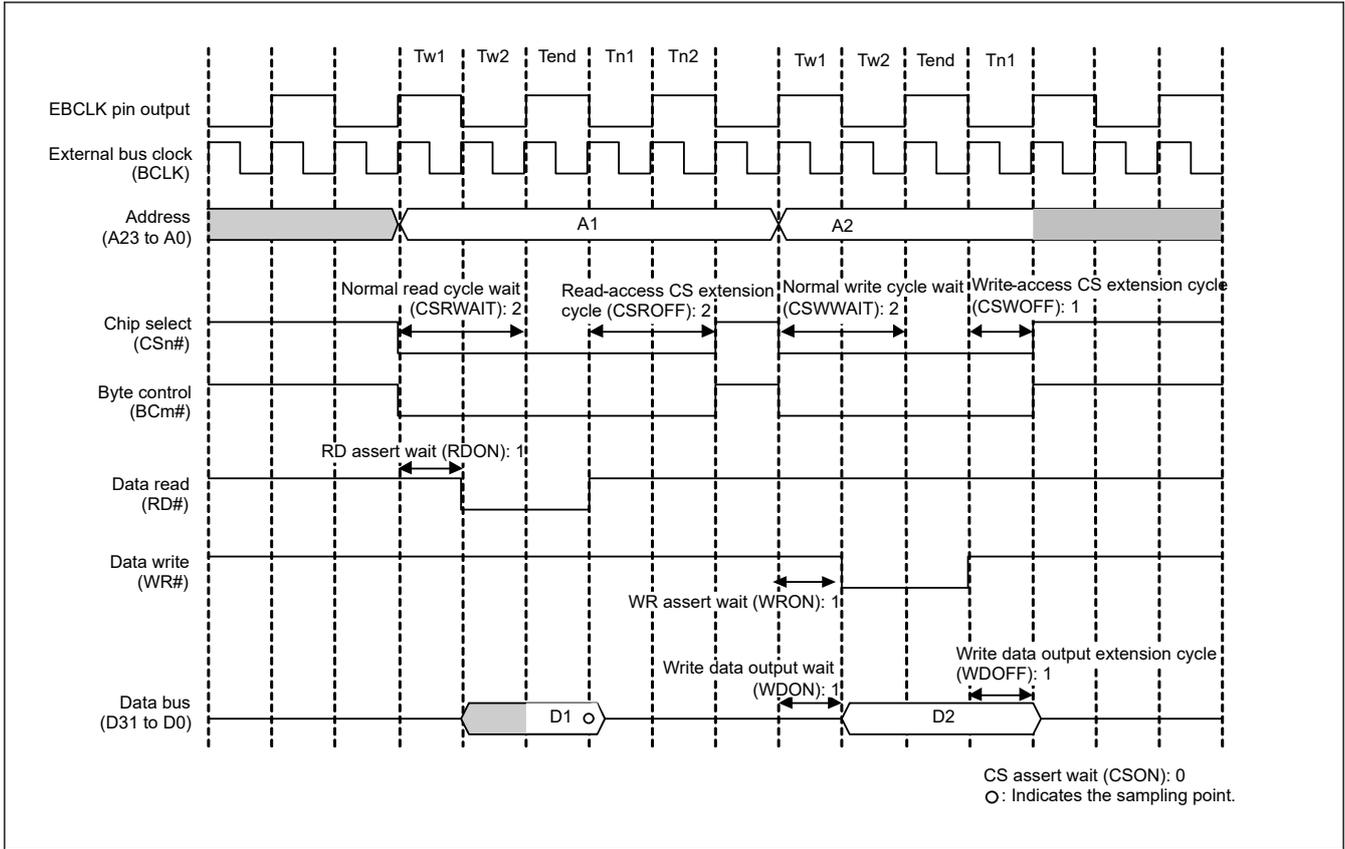 Tw1 Tw2 Tend Tn1 Tn2 Tw1 Tw2 Tend Tn1
EBCLK pin output
External bus clock
(BCLK)
Address
(A23 to A0)
A1
A2
Normal read cycle wait
(CSRWAIT): 2
Read-access CS extension
cycle (CSROFF): 2
Normal write cycle wait
(CSWWAIT): 2
Write-access CS extension cycle
(CSWOFF): 1
Chip select
(CSn#)
Byte control
(BCm#)
RD assert wait (RDON): 1
Data read
(RD#)
Data write
(WR#)
WR assert wait (WRON): 1
Write data output wait
(WDON): 1
Write data output extension cycle
(WDOFF): 1
Data bus
(D31 to D0)
D1
D2
CS assert wait (CSON): 0
: Indicates the sampling point.